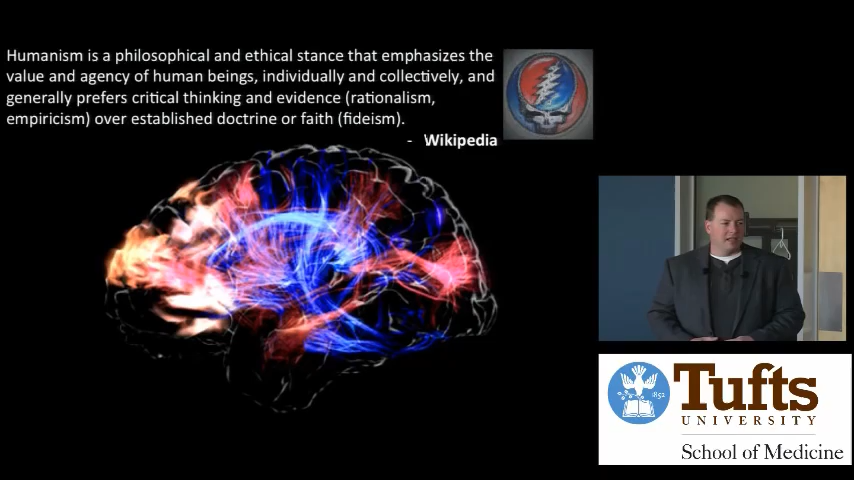 Humanism is a philosophical and ethical stance that emphasizes the
value and agency of human beings, individually and collectively, and
generally prefers critical thinking and evidence (rationalism,
empiricism) over established doctrine or faith (fideism).
- Wikipedia
1852
Tufts
UNIVERSITY
School of Medicine